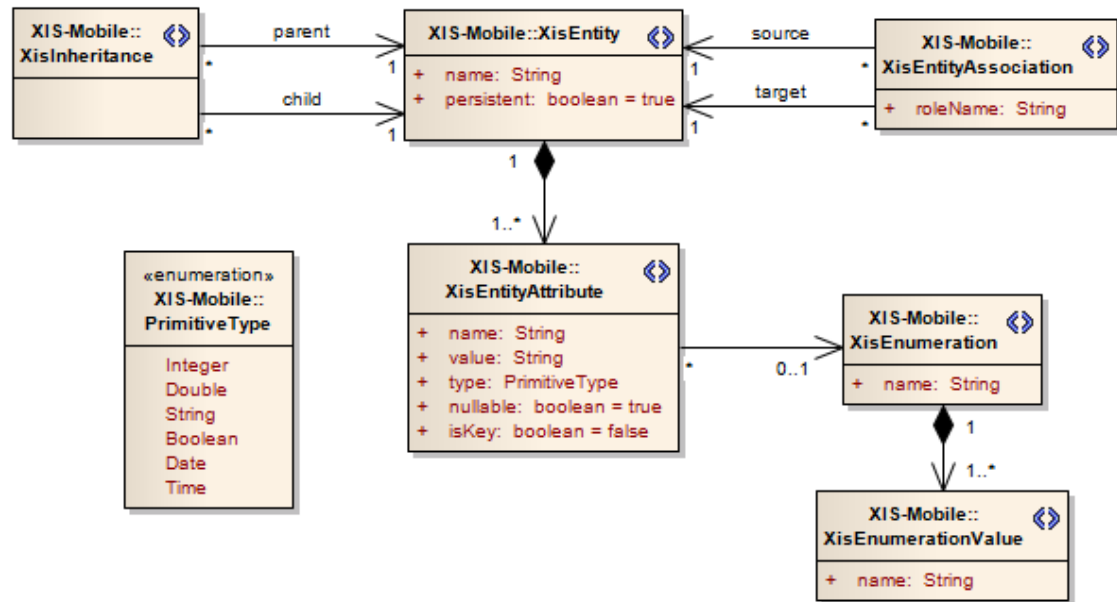 XIS-Mobile::
XisInheritance
parent
*
1
child
*
1
XIS-Mobile::XisEntity
+ name: String
+ persistent: boolean = true
source
1
*
target
1
*
XIS-Mobile::
XisEntityAssociation
+ roleName: String
1
1..*
«enumeration»
XIS-Mobile::
PrimitiveType
Integer
Double
String
Boolean
Date
Time
XIS-Mobile::
XisEntityAttribute
+ name: String
+ value: String
+ type: PrimitiveType
+ nullable: boolean = true
+ isKey: boolean = false
*
0..1
XIS-Mobile::
XisEnumeration
+ name: String
1
1..*
XIS-Mobile::
XisEnumerationValue
+ name: String